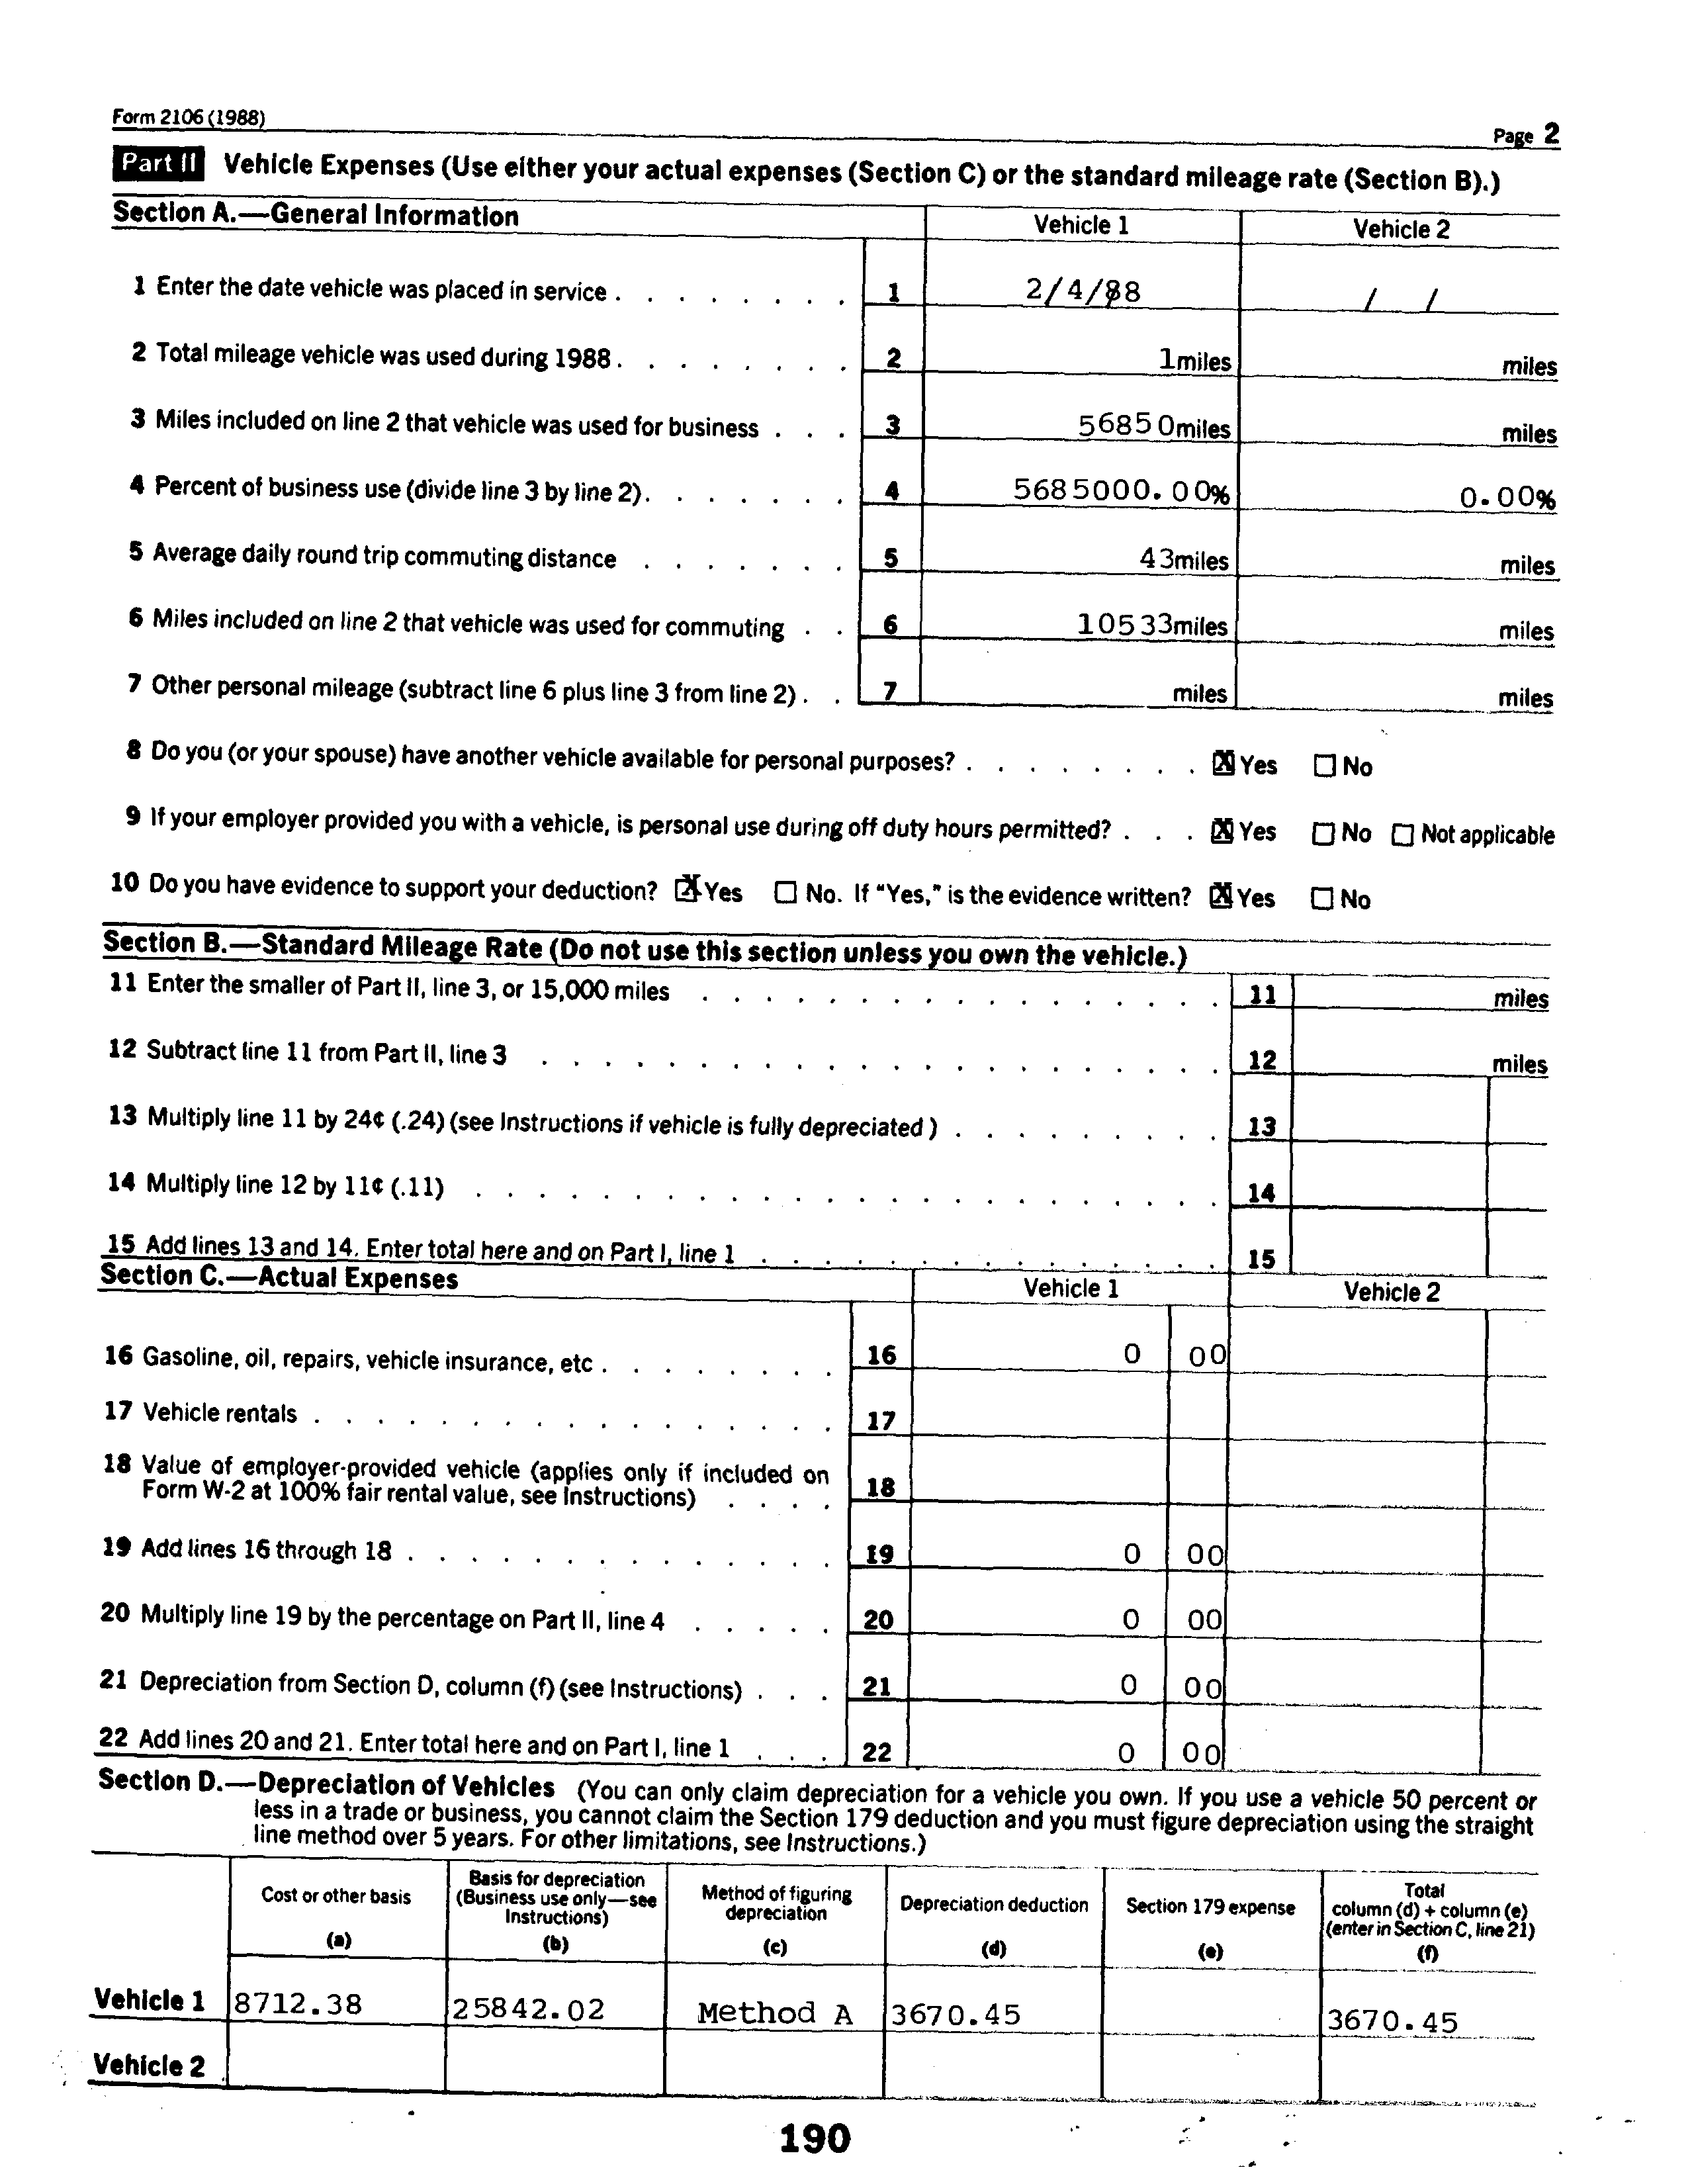 Form 2106 (1988)
Page 2
Part II Vehicle Expenses (Use either your actual expenses (Section C) or the standard mileage rate (Section B).)
Section A.—General Information
Vehicle 1
Vehicle 2
1 Enter the date vehicle was placed in service . . . . . . . . 1 2/4/88 / /
2 Total mileage vehicle was used during 1988 . . . . . . . . 2 1 miles miles
3 Miles included on line 2 that vehicle was used for business . . . 3 56850 miles miles
4 Percent of business use (divide line 3 by line 2) . . . . . . . 4 5685000.00% 0.00%
5 Average daily round trip commuting distance . . . . . . . 5 43 miles miles
6 Miles included on line 2 that vehicle was used for commuting . . 6 10533 miles miles
7 Other personal mileage (subtract line 6 plus line 3 from line 2) . . 7 miles miles
8 Do you (or your spouse) have another vehicle available for personal purposes? . . . . . . . . ☒ Yes ☐ No
9 If your employer provided you with a vehicle, is personal use during off duty hours permitted? . . . ☒ Yes ☐ No ☐ Not applicable
10 Do you have evidence to support your deduction? ☒ Yes ☐ No. If "Yes," is the evidence written? ☒ Yes ☐ No
Section B.—Standard Mileage Rate (Do not use this section unless you own the vehicle.)
11 Enter the smaller of Part II, line 3, or 15,000 miles . . . . . . . . . . . . . . . . . 11 miles
12 Subtract line 11 from Part II, line 3 . . . . . . . . . . . . . . . . . . . . . . 12 miles
13 Multiply line 11 by 24¢ (.24) (see Instructions if vehicle is fully depreciated ) . . . . . . . . . 13
14 Multiply line 12 by 11¢ (.11) . . . . . . . . . . . . . . . . . . . . . . . . 14
15 Add lines 13 and 14. Enter total here and on Part I, line 1 . . . . . . . . . . . . . . . 15
Section C.—Actual Expenses
Vehicle 1
Vehicle 2
16 Gasoline, oil, repairs, vehicle insurance, etc . . . . . . . . 16 0 00
17 Vehicle rentals . . . . . . . . . . . . . . . . . 17
18 Value of employer-provided vehicle (applies only if included on
Form W-2 at 100% fair rental value, see Instructions) . . . . 18
19 Add lines 16 through 18 . . . . . . . . . . . . . . 19 0 00
20 Multiply line 19 by the percentage on Part II, line 4 . . . . . 20 0 00
21 Depreciation from Section D, column (f) (see Instructions) . . . 21 0 00
22 Add lines 20 and 21. Enter total here and on Part I, line 1 . . . 22 0 00
Section D.—Depreciation of Vehicles (You can only claim depreciation for a vehicle you own. If you use a vehicle 50 percent or
less in a trade or business, you cannot claim the Section 179 deduction and you must figure depreciation using the straight
line method over 5 years. For other limitations, see Instructions.)
Cost or other basis
(a)
Basis for depreciation
(Business use only—see
Instructions)
(b)
Method of figuring
depreciation
(c)
Depreciation deduction
(d)
Section 179 expense
(e)
Total
column (d) + column (e)
(enter in Section C, line 21)
(f)
Vehicle 1 8712.38 25842.02 Method A 3670.45 3670.45
Vehicle 2
190